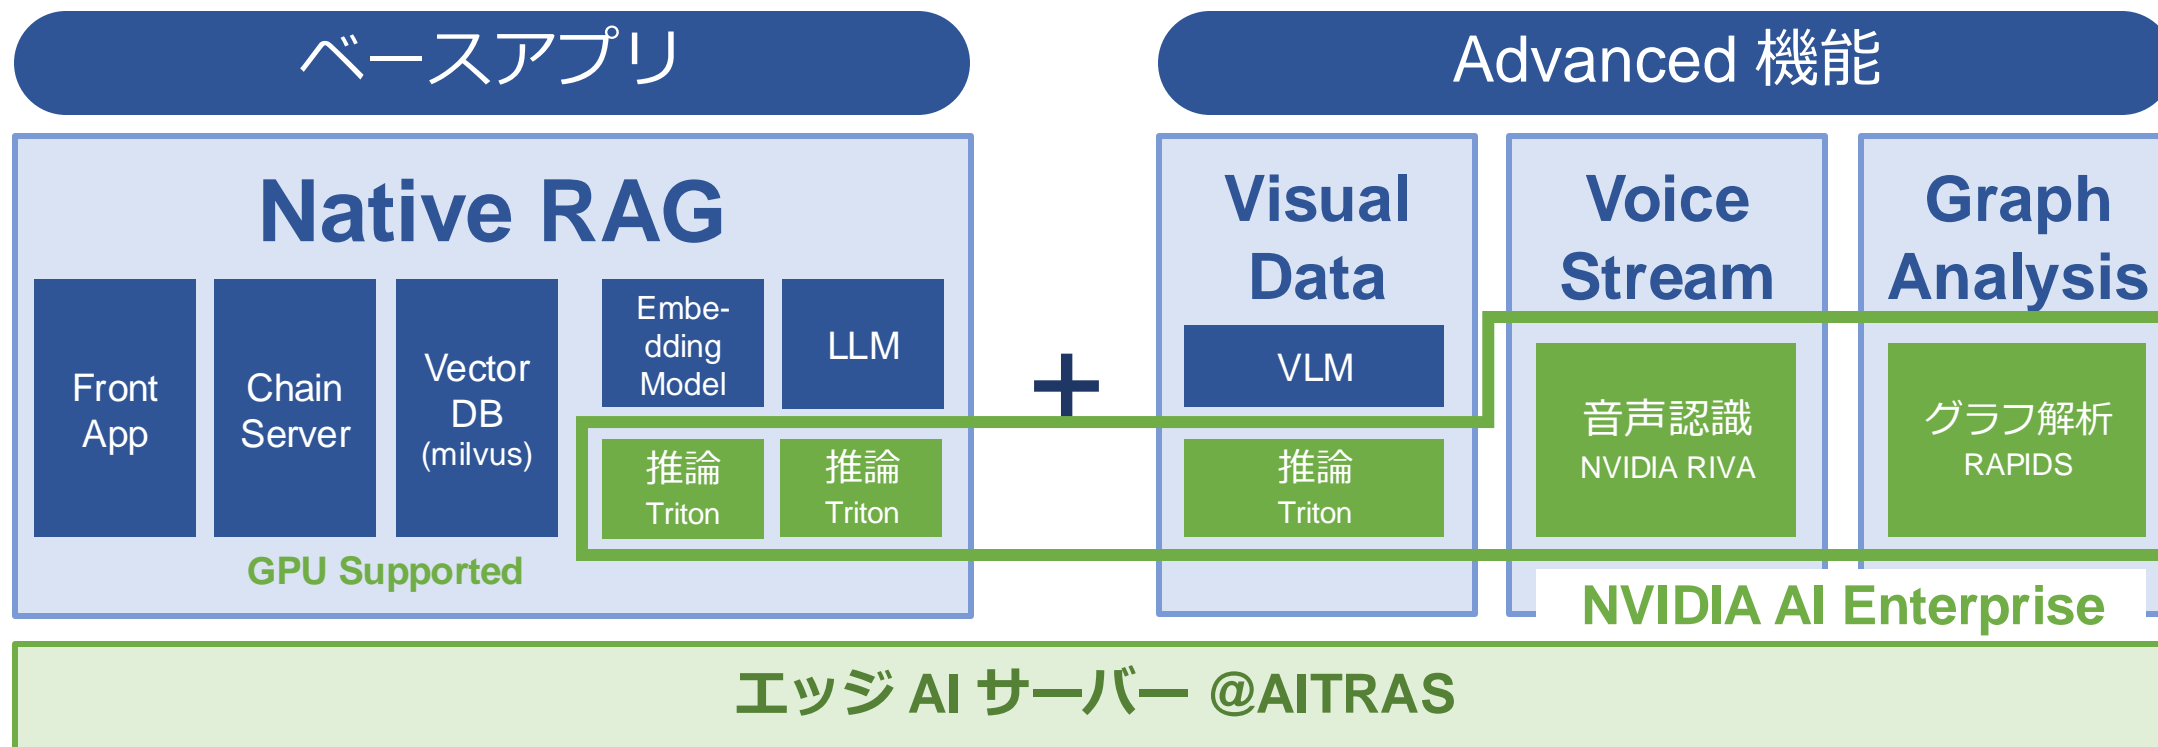 ベースアプリ
Advanced 機能
Native RAG
Front
App
Chain
Server
Vector
DB
(milvus)
Embe-
dding
Model
LLM
推論
Triton
推論
Triton
GPU Supported
+
Visual
Data
VLM
推論
Triton
Voice
Stream
音声認識
NVIDIA RIVA
Graph
Analysis
グラフ解析
RAPIDS
NVIDIA AI Enterprise
エッジ AI サーバー @AITRAS